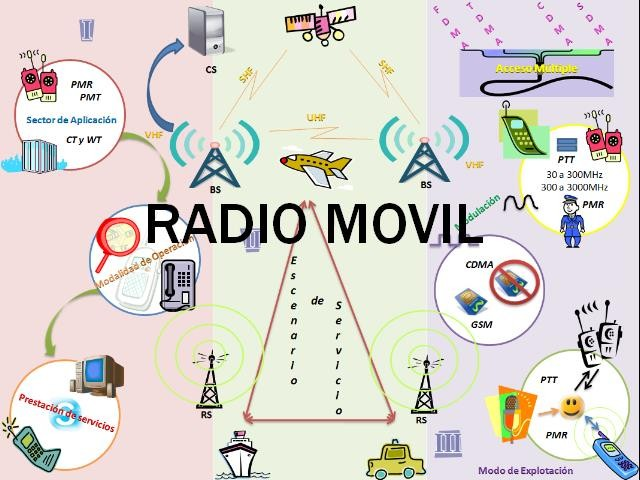 II
FDMA
TDMA
CDMA
SDMA
CS
SHF
SHF
Acceso Múltiple
PMR
PMT
Sector de Aplicación
CT y WT
VHF
UHF
VHF
BS
BS
PTT
30 a 300MHz
300 a 3000MHz
PMR
Modulación
RADIO MOVIL
Modalidad de Operación
I
Escenario
de
Servicio
CDMA
GSM
Prestación de servicios
RS
RS
PTT
PMR
III
Modo de Explotación